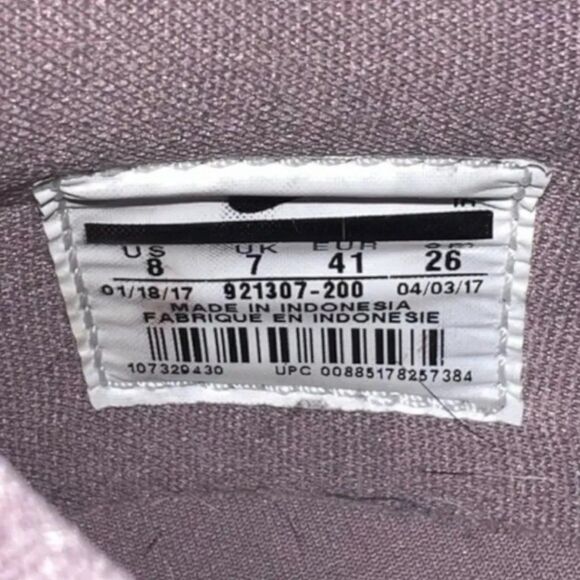 US UK EUR cm
8 7 41 26
01/18/17 921307-200 04/03/17
MADE IN INDONESIA
FABRIQUE EN INDONESIE
107329430 UPC 00885178257384